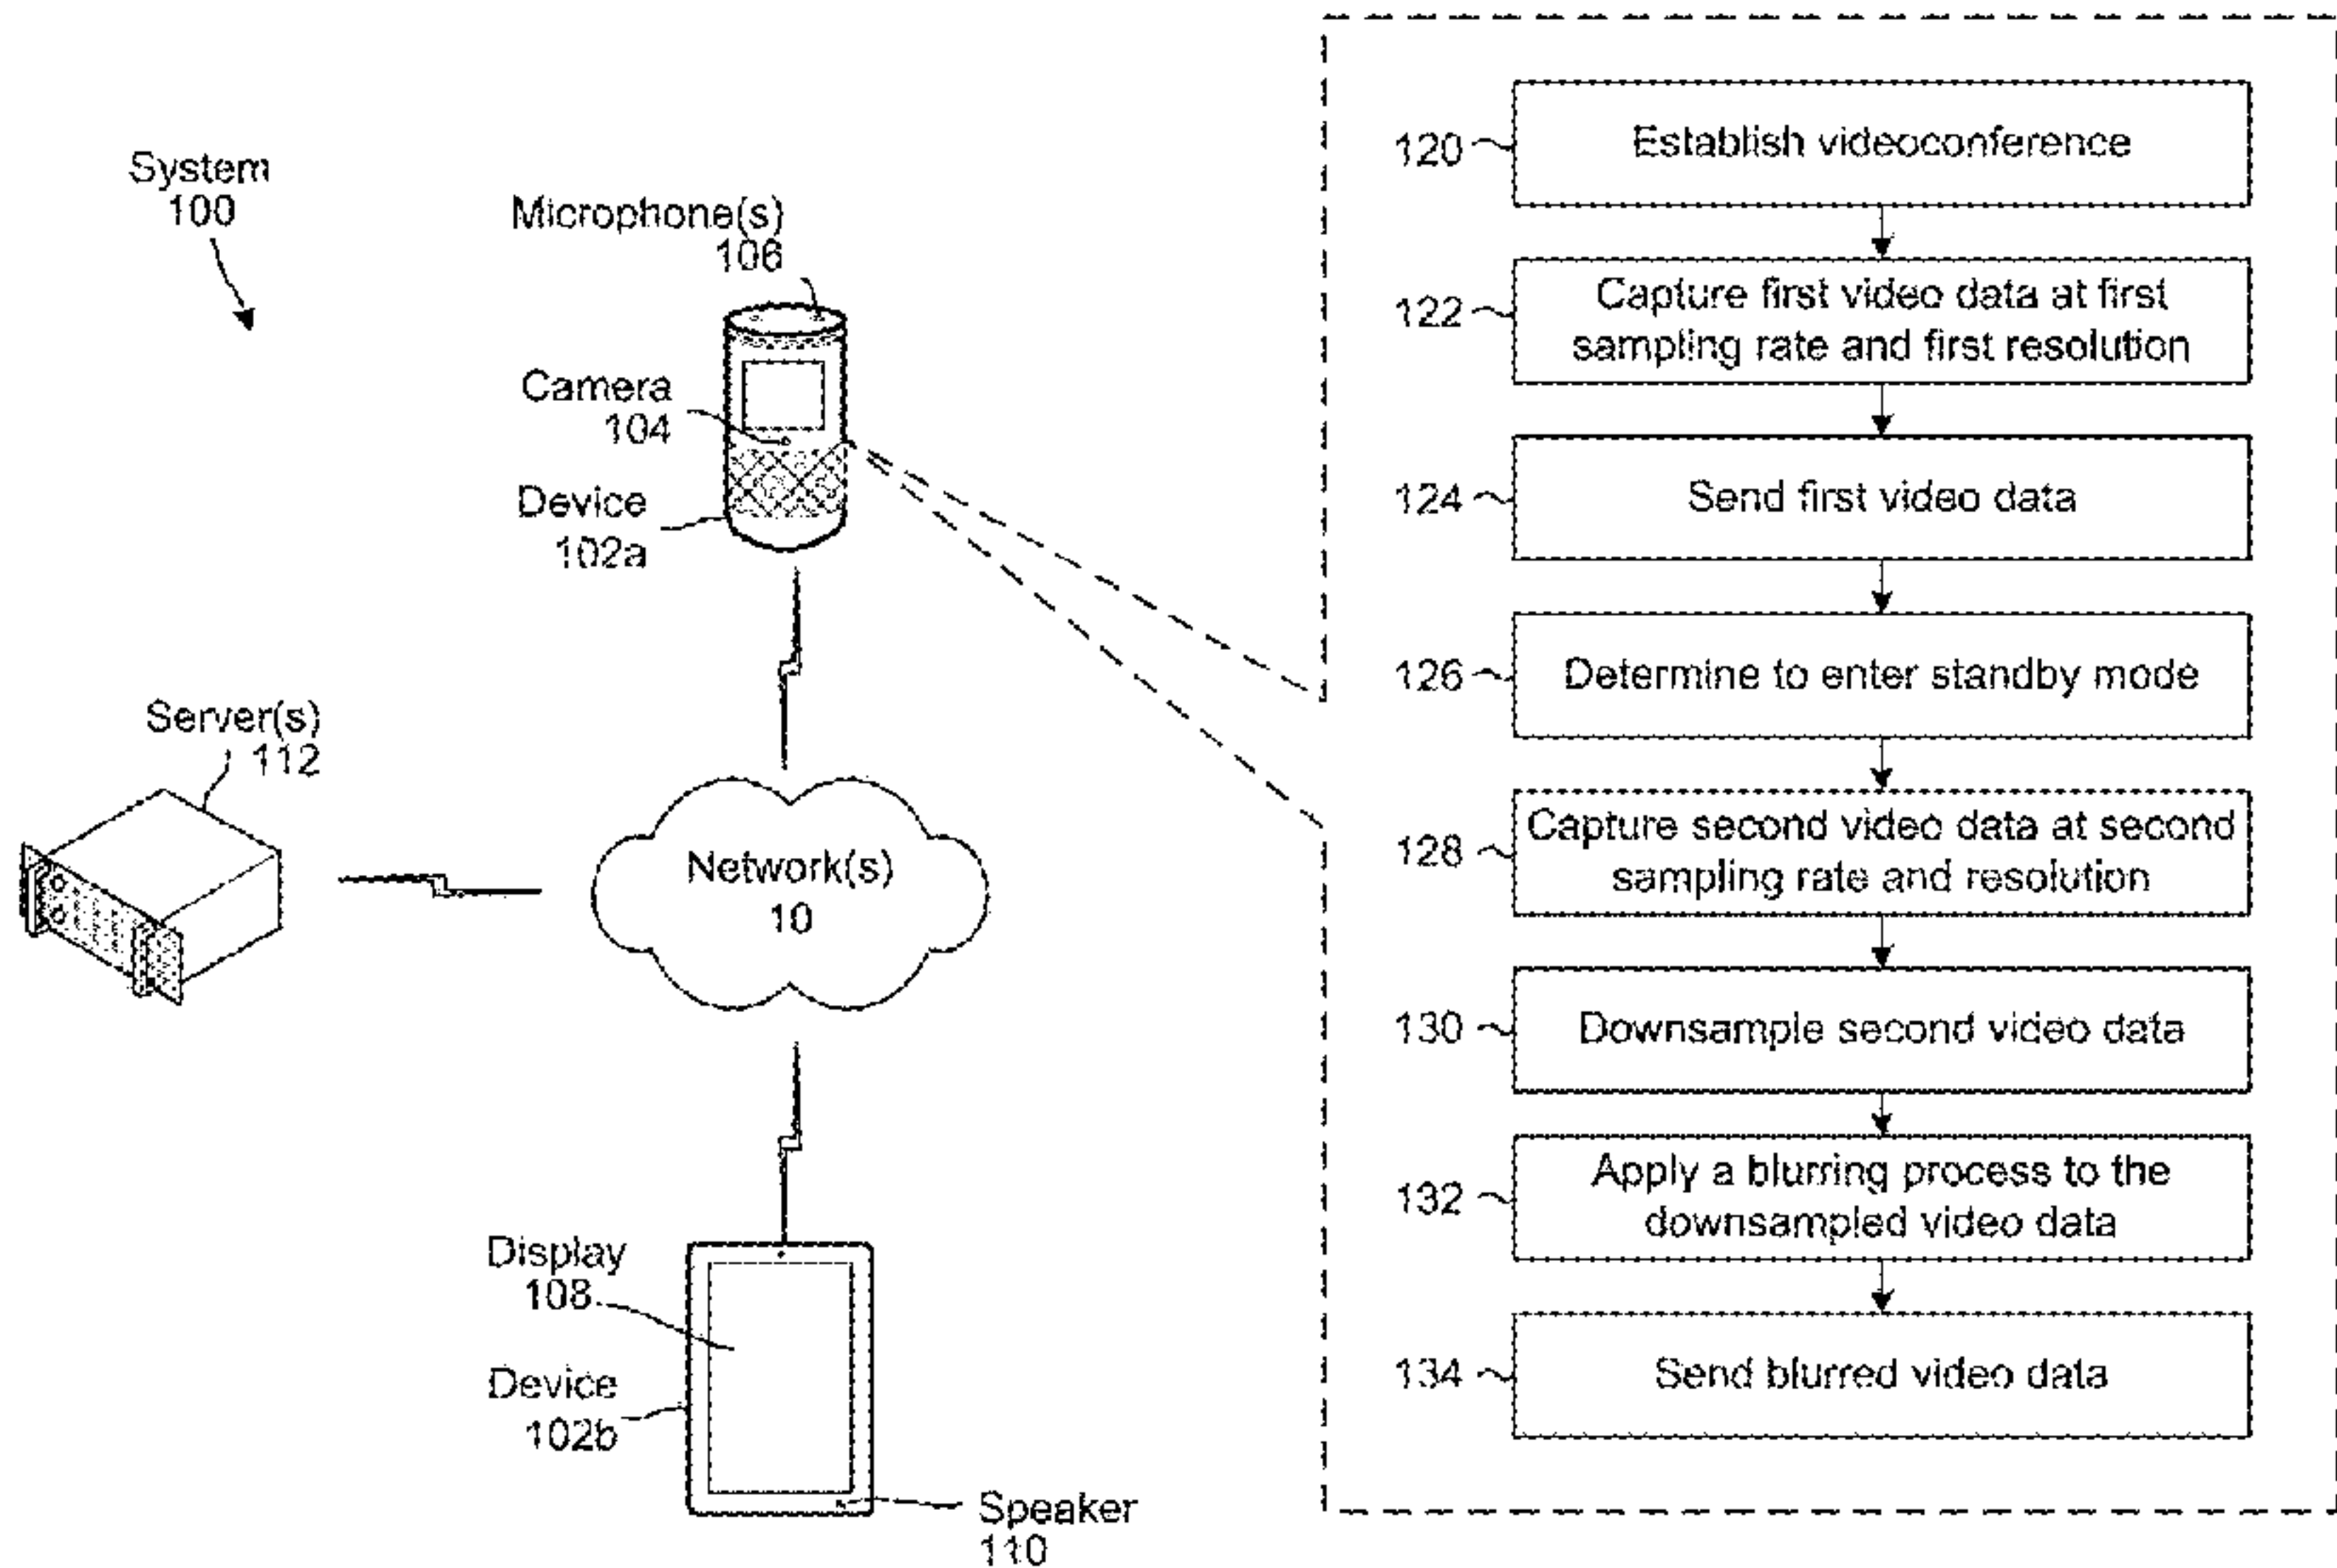 System
100
Microphone(s)
106
Camera
104
Device
102a
Server(s)
112
Network(s)
10
Display
108
Device
102b
Speaker
110
120
Establish videoconference
122
Capture first video data at first
sampling rate and first resolution
124
Send first video data
126
Determine to enter standby mode
128
Capture second video data at second
sampling rate and resolution
130
Downsample second video data
132
Apply a blurring process to the
downsampled video data
134
Send blurred video data